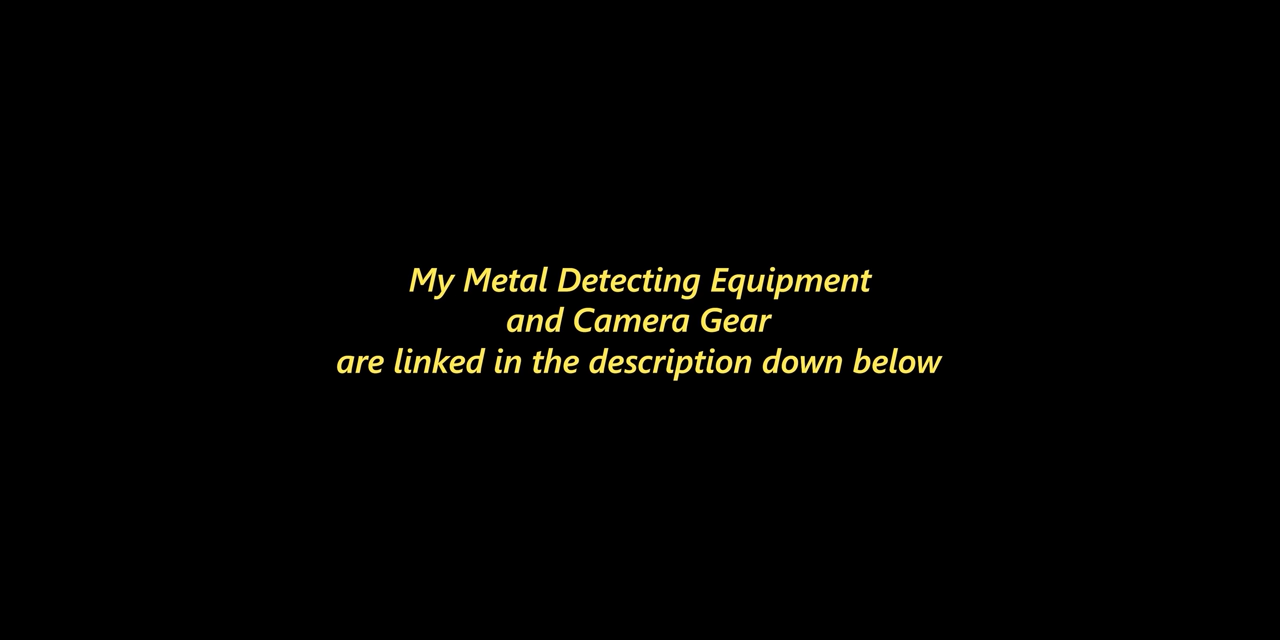 My Metal Detecting Equipment
and Camera Gear
are linked in the description down below